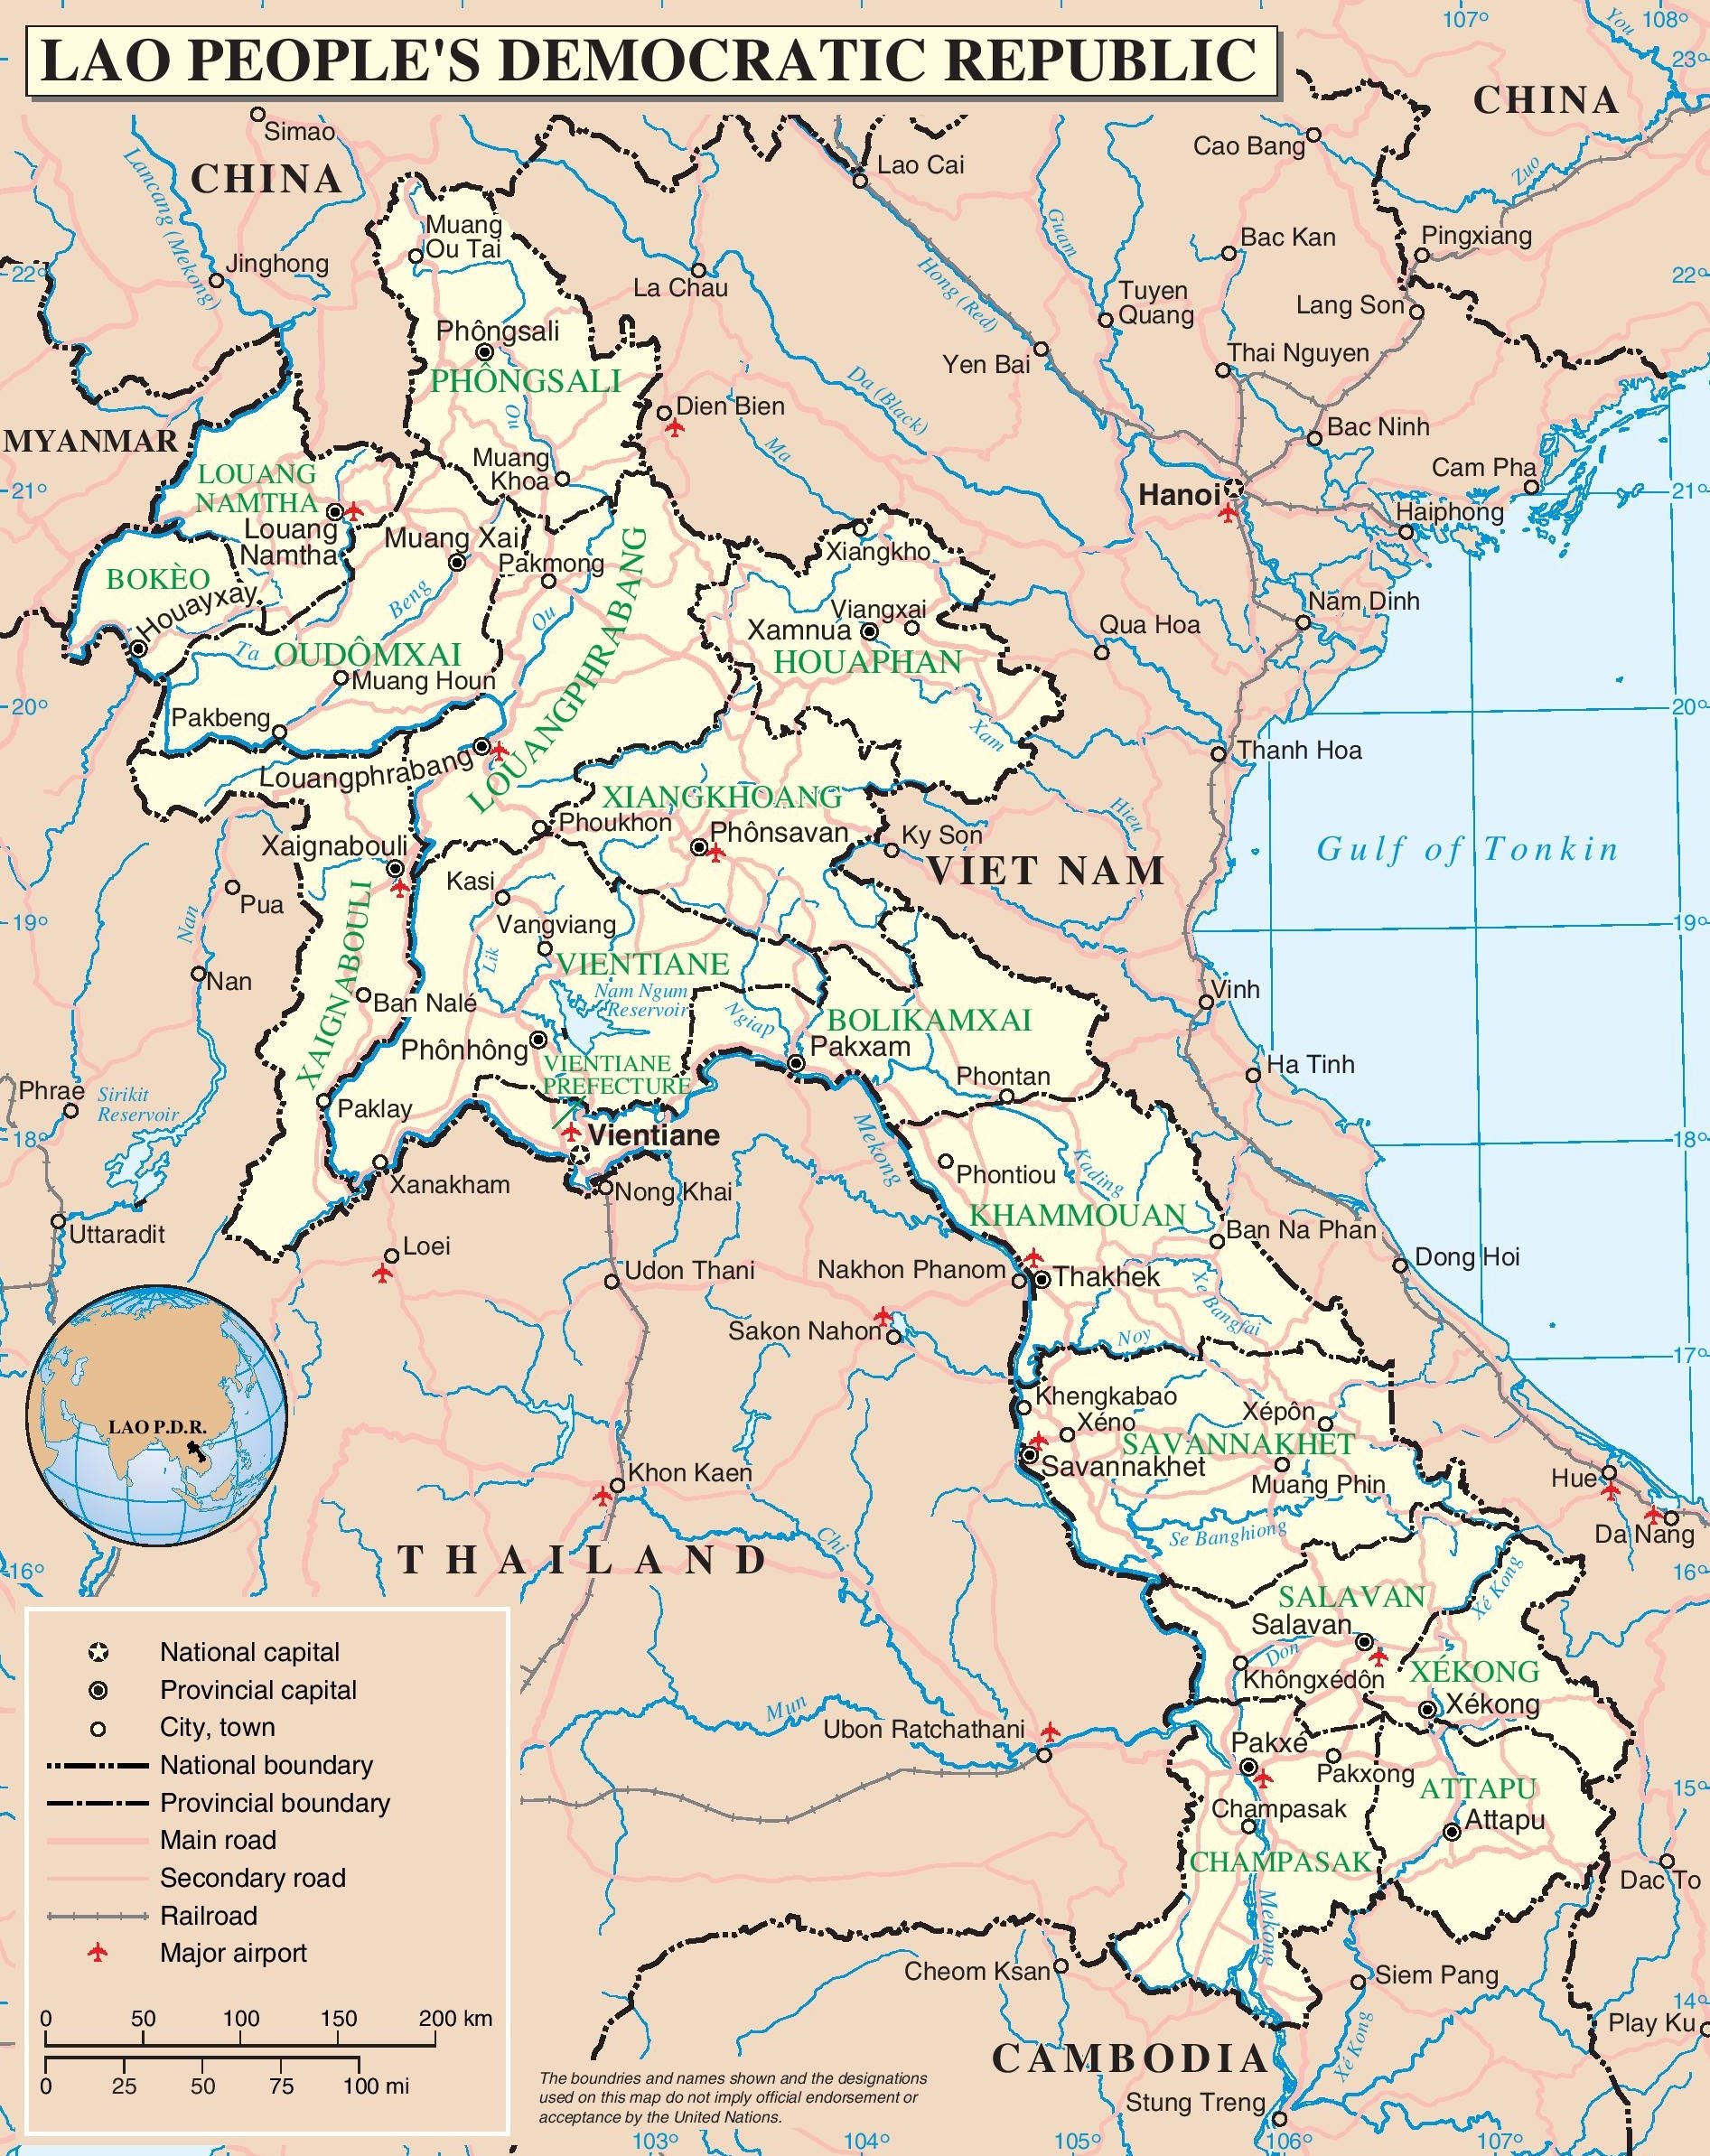 LAO PEOPLE'S DEMOCRATIC REPUBLIC
107°
You
108°
23°
CHINA
Simao
CHINA
Lancang (Mekong)
Jinghong
22°
Muang
Ou Tai
Phôngsali
PHÔNGSALI
Ou
Muang
Khoa
Lao Cai
La Chau
Hong (Red)
Guam
Cao Bang
Zuo
Bac Kan
Pingxiang
22°
Tuyen
Quang
Lang Son
Yen Bai
Thai Nguyen
Da (Black)
Dien Bien
Ma
Bac Ninh
Cam Pha
Hanoi
21°
Haiphong
MYANMAR
21°
LOUANG
NAMTHA
Louang
Namtha
Muang Xai
Pakmong
BOKÈO
Houayxay
Beng
Ou
Ta
OUDÔMXAI
Muang Houn
20°
Pakbeng
Louangphrabang
LOUANGPHRABANG
Xiangkho
Viangxai
Xamnua
HOUAPHAN
Xam
Qua Hoa
Nam Dinh
20°
Thanh Hoa
XIANGKHOANG
Phoukhon
Phônsavan
Ky Son
Hieu
VIET NAM
Gulf of Tonkin
Xaignabouli
Kasi
Pua
Nan
19°
Vangviang
19°
XAIGNABOULI
Lik
VIENTIANE
Nan
Ban Nalé
Nam Ngum
Reservoir
Ngiap
BOLIKAMXAI
Pakxam
Vinh
Phônhông
VIENTIANE
PREFECTURE
Phontan
Ha Tinh
Phrae
Sirikit
Reservoir
Paklay
18°
Vientiane
Mekong
18°
Xanakham
Nong Khai
Phontiou
Kading
KHAMMOUAN
Ban Na Phan
Uttaradit
Loei
Udon Thani
Nakhon Phanom
Thakhek
Xe Bangfai
Dong Hoi
Sakon Nahon
Noy
17°
LAO P.D.R.
Khengkabao
Xéno
Xépôn
SAVANNAKHET
Savannakhet
Muang Phin
Khon Kaen
Hue
Da Nang
Chi
Se Banghiong
THAILAND
16°
16°
SALAVAN
Salavan
Xé Kong
Don
Khôngxédôn
XÉKONG
Xékong
Mun
Ubon Ratchathani
Pakxé
Pakxong
ATTAPU
15°
Champasak
Attapu
CHAMPASAK
Dac To
Mekong
Cheom Ksan
Siem Pang
14°
Play Ku
CAMBODIA
Xé Kong
Stung Treng
National capital
Provincial capital
City, town
National boundary
Provincial boundary
Main road
Secondary road
Railroad
Major airport
0 50 100 150 200 km
0 25 50 75 100 mi
The boundries and names shown and the designations
used on this map do not imply official endorsement or
acceptance by the United Nations.
103° 104° 105° 106° 107°